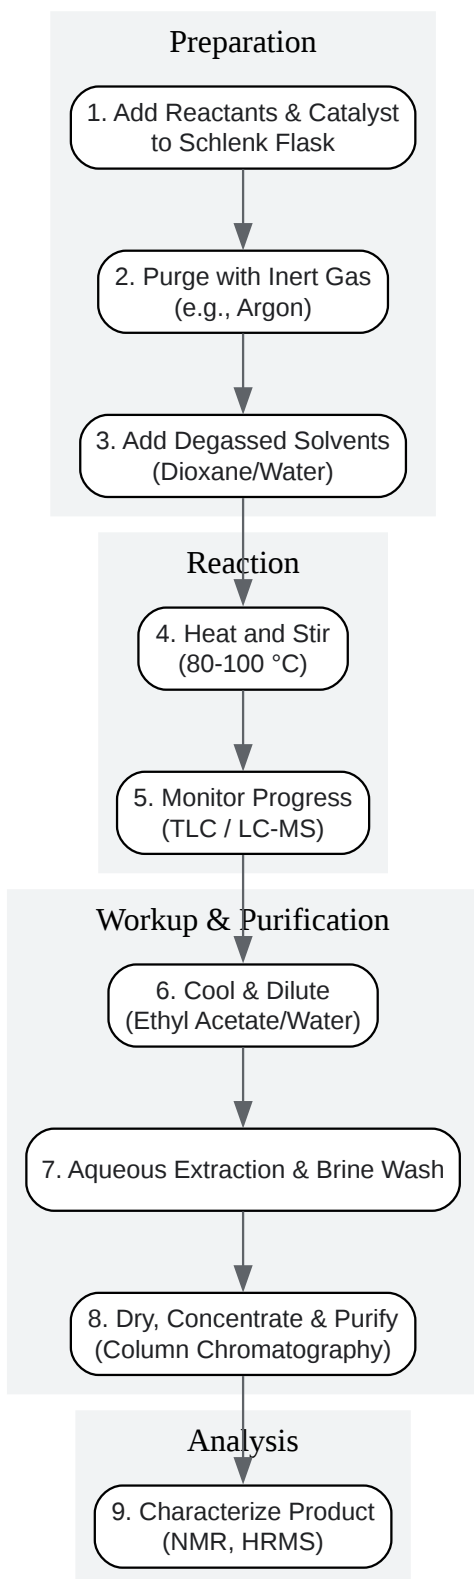 Preparation
1. Add Reactants & Catalyst
to Schlenk Flask
2. Purge with Inert Gas
(e.g., Argon)
3. Add Degassed Solvents
(Dioxane/Water)
Reaction
4. Heat and Stir
(80-100 °C)
5. Monitor Progress
(TLC / LC-MS)
Workup & Purification
6. Cool & Dilute
(Ethyl Acetate/Water)
7. Aqueous Extraction & Brine Wash
8. Dry, Concentrate & Purify
(Column Chromatography)
Analysis
9. Characterize Product
(NMR, HRMS)